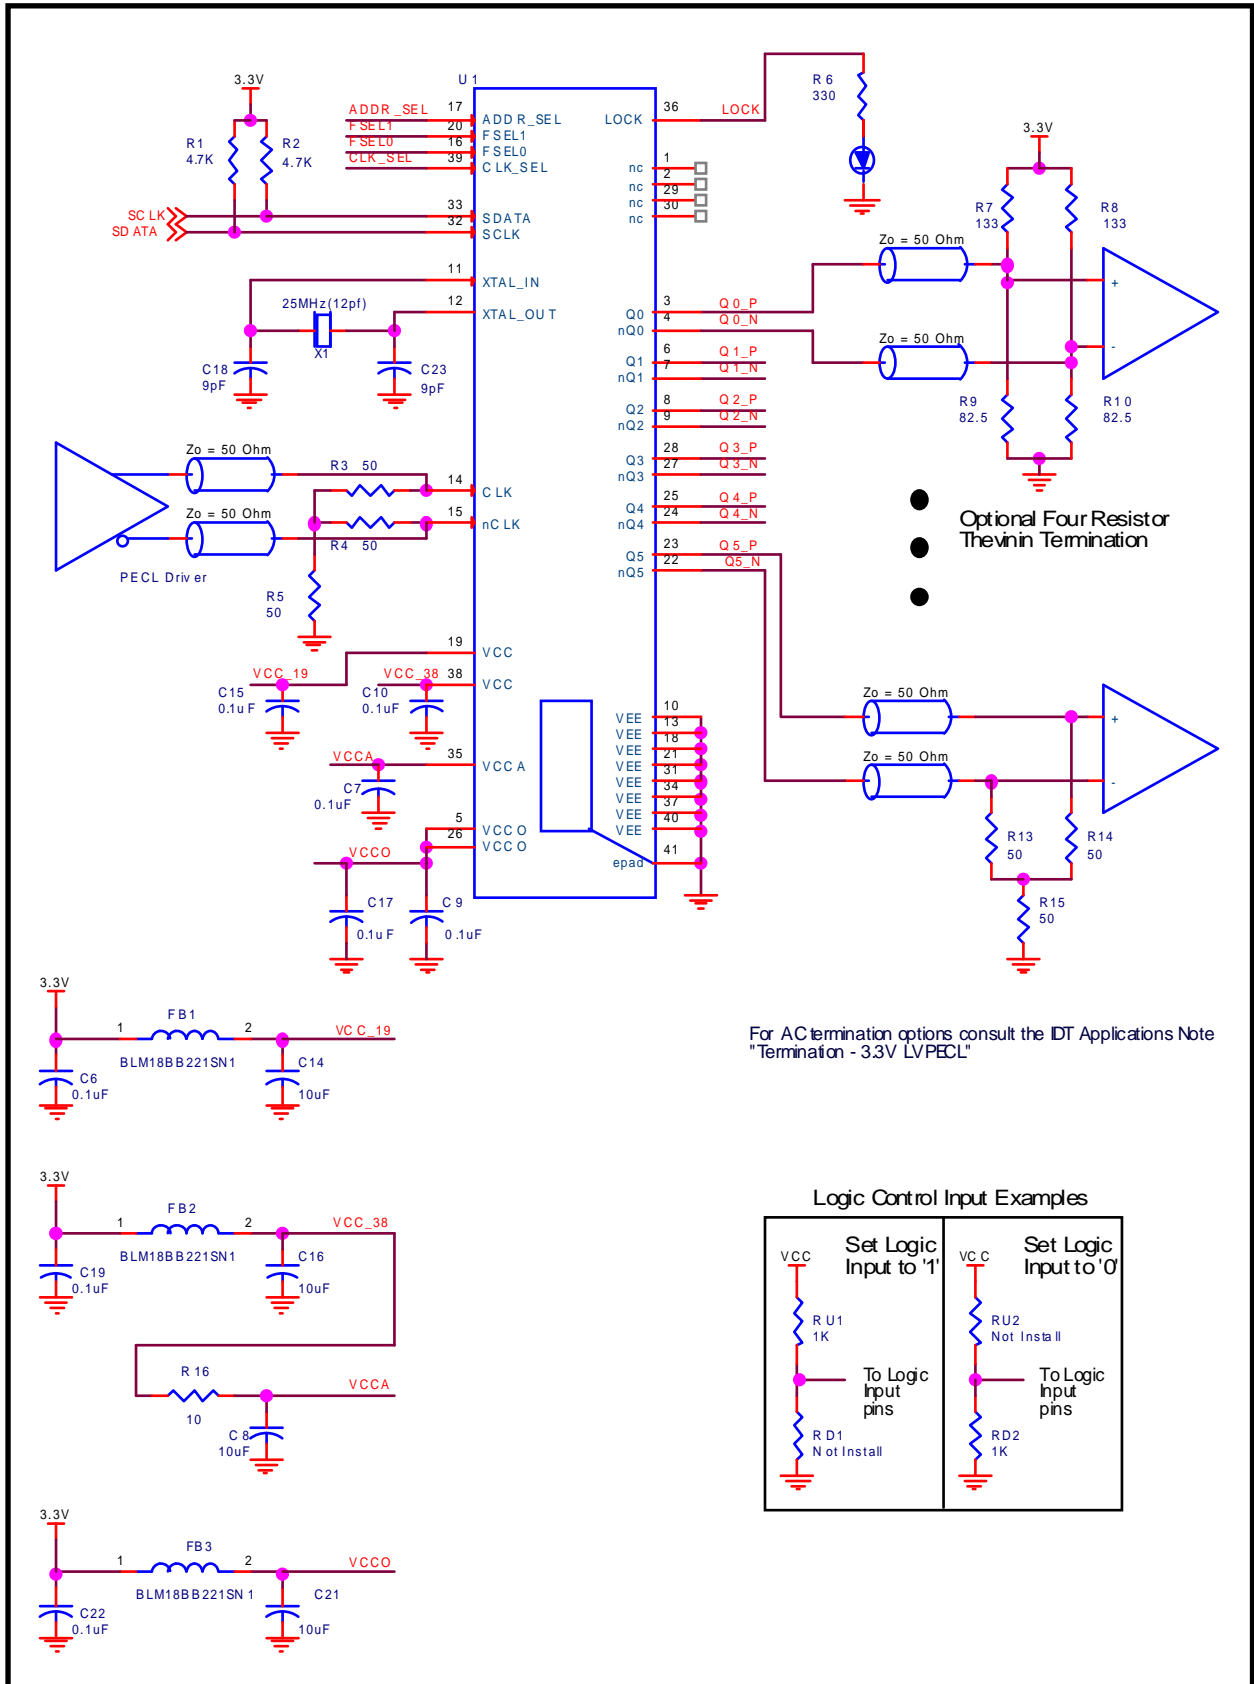 U1
3.3V
R1
4.7K
R2
4.7K
ADDR_SEL 17 ADDR_SEL
FSEL1 20 FSEL1
FSEL0 16 FSEL0
CLK_SEL 39 CLK_SEL
SCLK 33 SDATA
SDATA 32 SCLK
11 XTAL_IN
12 XTAL_OUT
25MHz(12pf)
X1
C18
9pF
C23
9pF
Zo = 50 Ohm
Zo = 50 Ohm
R3 50
R4 50
14 CLK
15 nCLK
PECL Driver
R5
50
19 VCC
VCC_19
C15
0.1uF
VCC_38
38 VCC
C10
0.1uF
VCCA 35 VCCA
C7
0.1uF
5 VCCO
26 VCCO
VCCO
C17
0.1uF
C9
0.1uF
LOCK 36 LOCK
R6
330
nc 1
nc 2
nc 29
nc 30
Q0 3 Q0_P
nQ0 4 Q0_N
Q1 6 Q1_P
nQ1 7 Q1_N
Q2 8 Q2_P
nQ2 9 Q2_N
Q3 28 Q3_P
nQ3 27 Q3_N
Q4 25 Q4_P
nQ4 24 Q4_N
Q5 23 Q5_P
nQ5 22 Q5_N
VEE 10
VEE 13
VEE 18
VEE 21
VEE 31
VEE 34
VEE 37
VEE 40
epad 41
3.3V
R7
133
R8
133
Zo = 50 Ohm
Zo = 50 Ohm
+
-
R9
82.5
R10
82.5
Optional Four Resistor
Thevinin Termination
Zo = 50 Ohm
Zo = 50 Ohm
+
-
R13
50
R14
50
R15
50
3.3V
FB1
1 2
BLM18BB221SN1
VCC_19
C6
0.1uF
C14
10uF
For AC termination options consult the IDT Applications Note
"Termination - 3.3V LVPECL"
3.3V
FB2
1 2
BLM18BB221SN1
VCC_38
C19
0.1uF
C16
10uF
R16
10
VCCA
C8
10uF
3.3V
FB3
1 2
BLM18BB221SN1
VCCO
C22
0.1uF
C21
10uF
Logic Control Input Examples
Set Logic
Input to '1'
VCC
RU1
1K
To Logic
Input
pins
RD1
Not Install
Set Logic
Input to '0'
VCC
RU2
Not Install
To Logic
Input
pins
RD2
1K